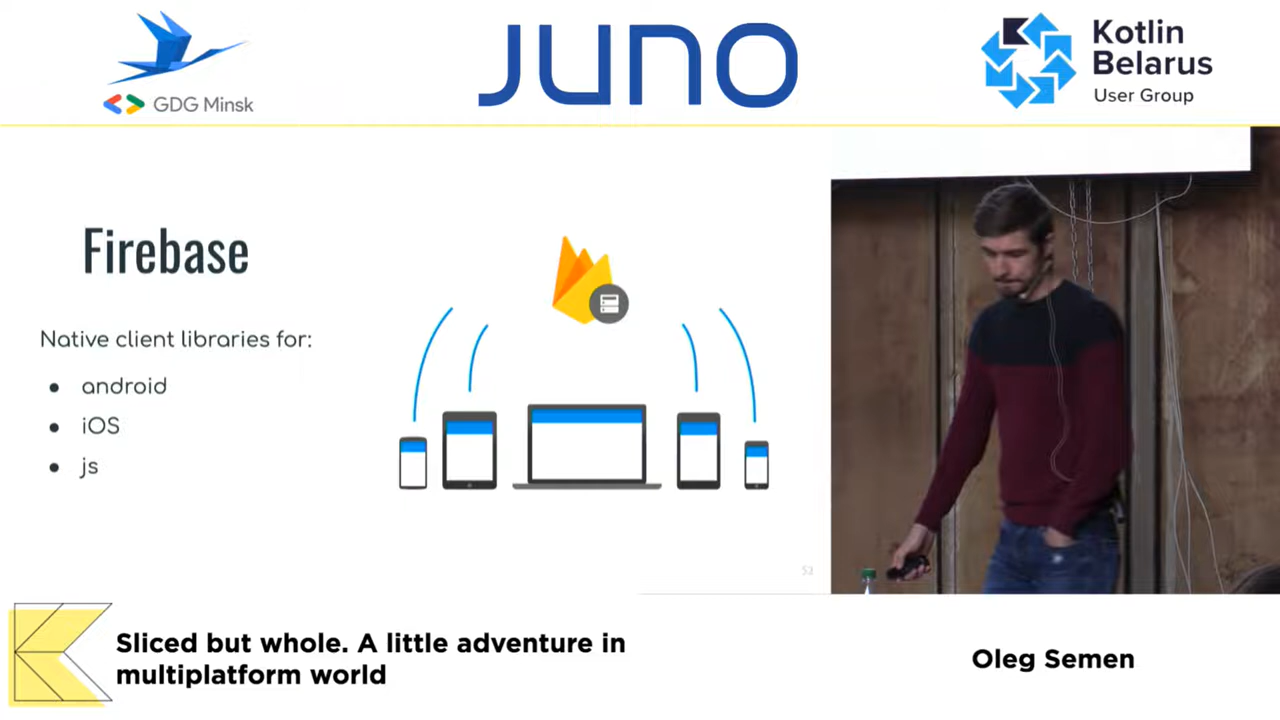 GDG Minsk
JUNO
Kotlin
Belarus
User Group
Firebase
Native client libraries for:
● android
● iOS
● js
53
Sliced but whole. A little adventure in
multiplatform world
Oleg Semen